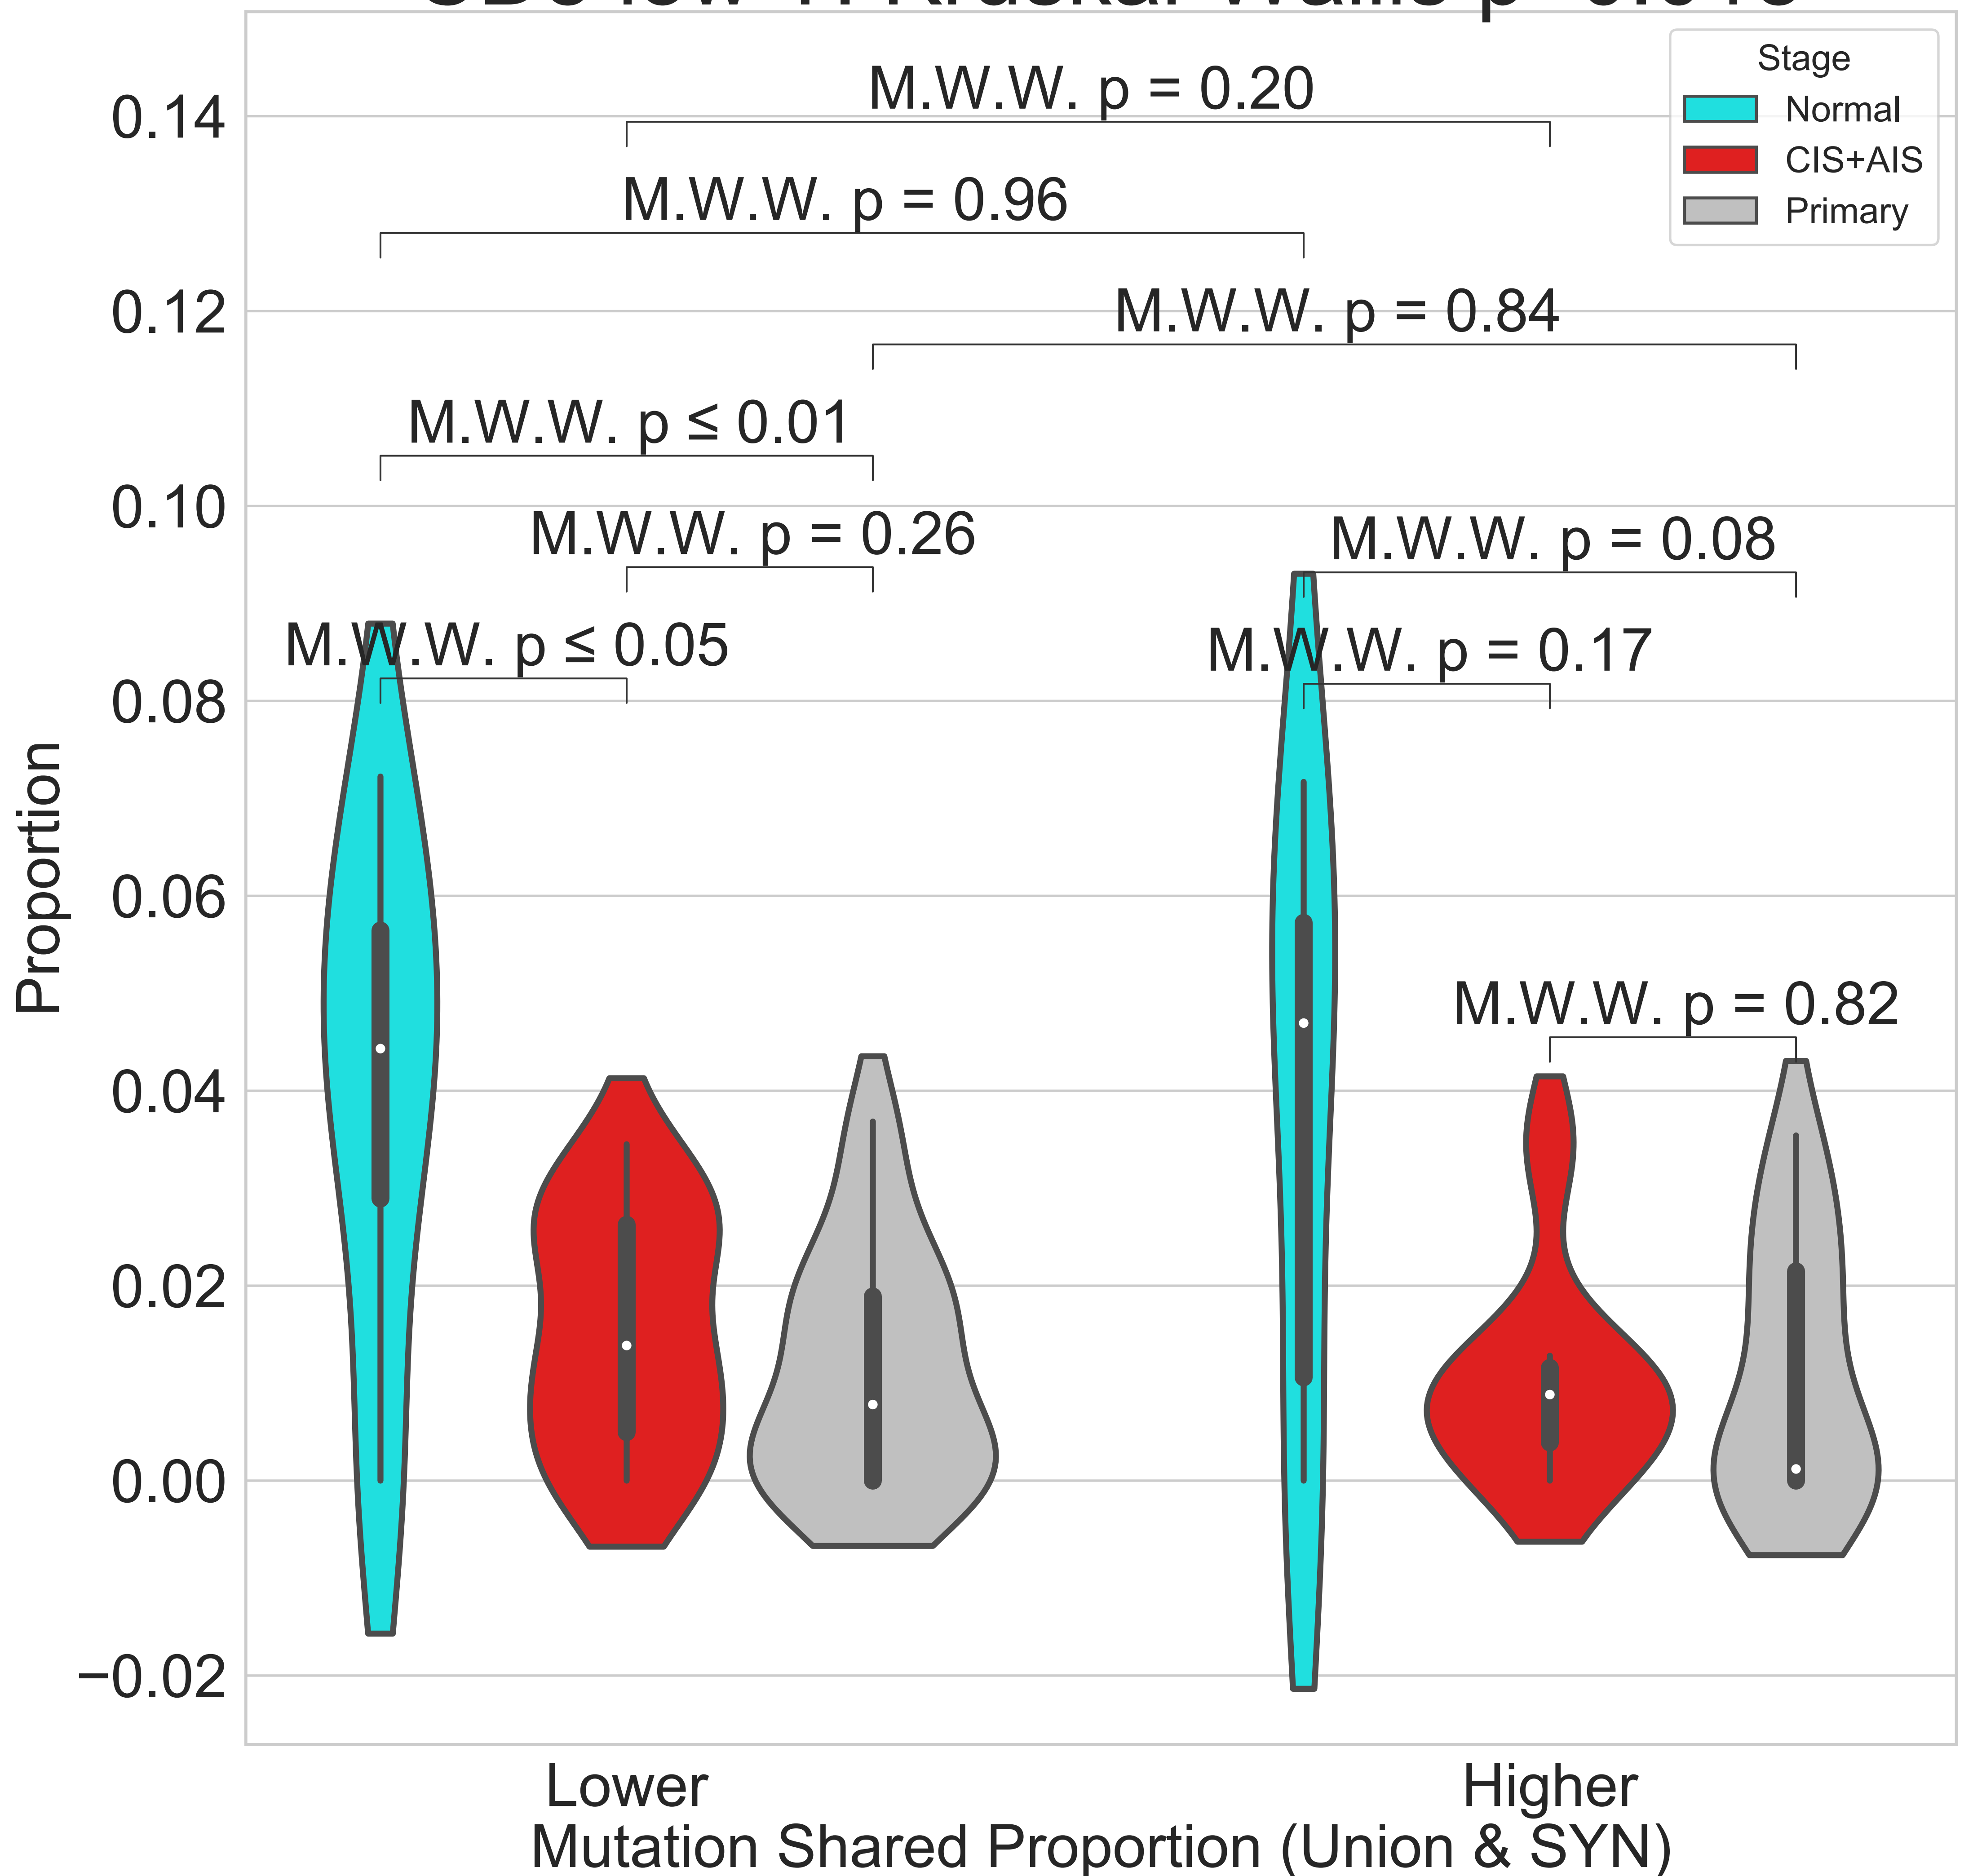 Stage
Normal
CIS+AIS
Primary
M.W.W. p = 0.20
M.W.W. p = 0.96
M.W.W. p = 0.84
M.W.W. p ≤ 0.01
M.W.W. p = 0.26
M.W.W. p = 0.08
M.W.W. p ≤ 0.05
M.W.W. p = 0.17
M.W.W. p = 0.82
0.14
0.12
0.10
0.08
0.06
0.04
0.02
0.00
−0.02
Proportion
Lower
Higher
Mutation Shared Proportion (Union & SYN)